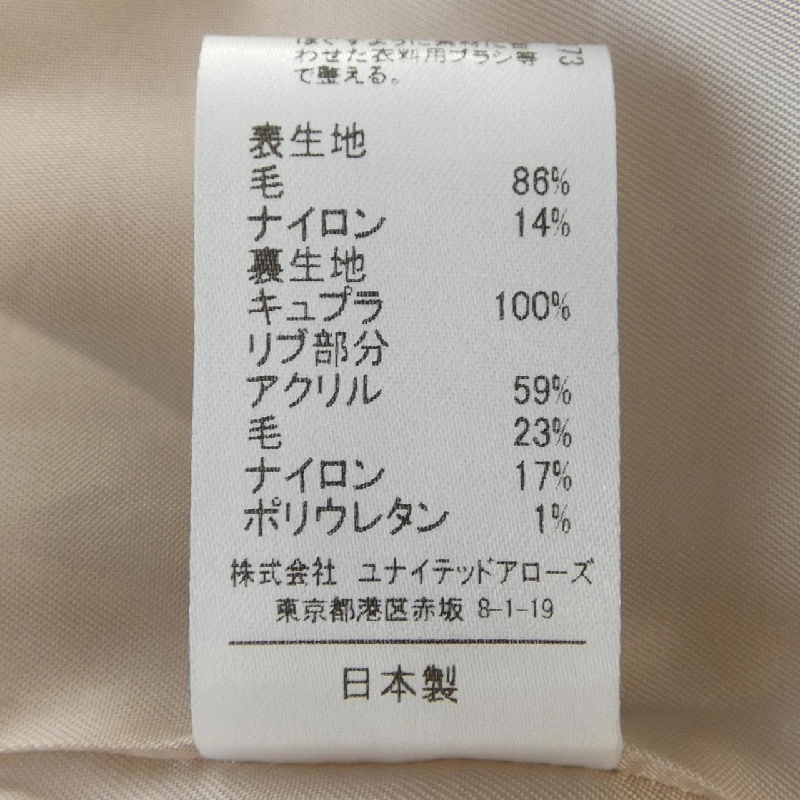 わせた衣料用ブラシ等
で整える。
73
表生地
毛 86%
ナイロン 14%
裏生地
キュプラ 100%
リブ部分
アクリル 59%
毛 23%
ナイロン 17%
ポリウレタン 1%
株式会社 ユナイテッドアローズ
東京都港区赤坂 8-1-19
日本製